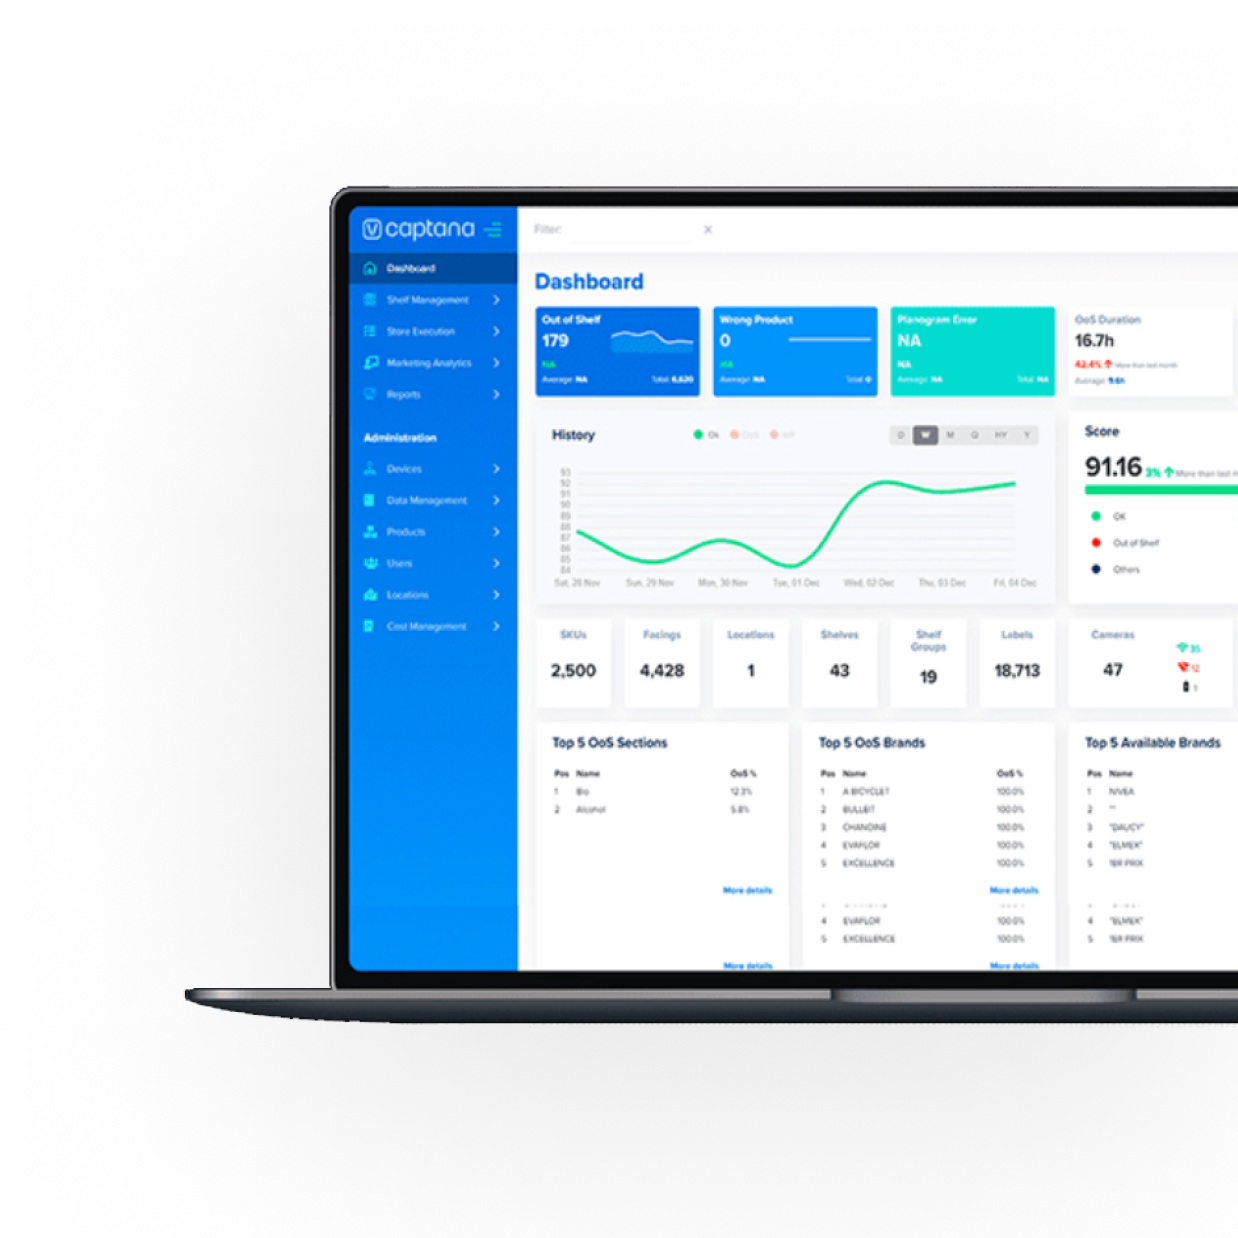 captana
Filter:
Dashboard
Shelf Management
Store Execution
Marketing Analytics
Reports
Administration
Devices
Data Management
Products
Users
Locations
Cost Management
Dashboard
Out of Shelf
179
NA
Average: NA Total: 6,620
Wrong Product
0
NA
Average: NA Total: 0
Planogram Error
NA
NA
Average: NA Total: NA
OoS Duration
16.7h
42.4% More than last month
Average: 9.6h
History
Ok OoS WP
D W M Q HY Y
93
92
91
90
89
88
87
86
85
84
Sat, 28 Nov Sun, 29 Nov Mon, 30 Nov Tue, 01 Dec Wed, 02 Dec Thu, 03 Dec Fri, 04 Dec
Score
91.16 3% More than last m
OK
Out of Shelf
Others
SKUs
2,500
Facings
4,428
Locations
1
Shelves
43
Shelf
Groups
19
Labels
18,713
Cameras
47
35
12
1
Top 5 OoS Sections
Pos Name OoS %
1 Bio 12.3%
2 Alcohol 5.8%
More details
More details
Top 5 OoS Brands
Pos Name OoS %
1 A BICYCLET 100.0%
2 BULLEIT 100.0%
3 CHANOINE 100.0%
4 EVAFLOR 100.0%
5 EXCELLENCE 100.0%
More details
4 EVAFLOR 100.0%
5 EXCELLENCE 100.0%
More details
Top 5 Available Brands
Pos Name
1 NIVEA
2 ""
3 "DAUCY"
4 "ELMEX"
5 1ER PRIX
4 "ELMEX"
5 1ER PRIX